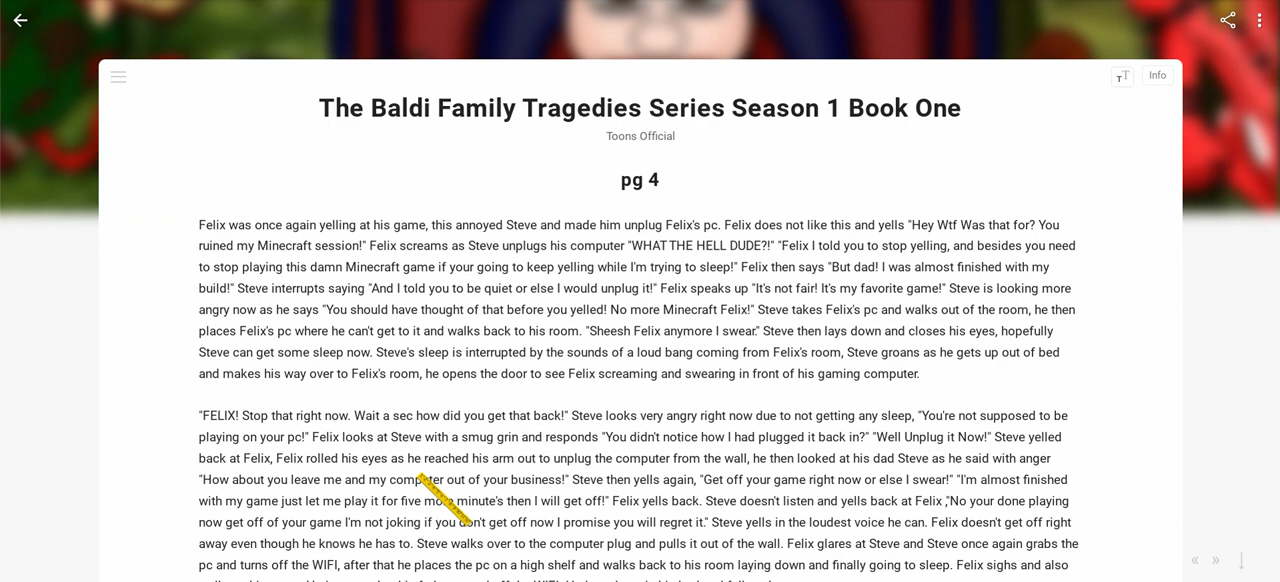 The Baldi Family Tragedies Series Season 1 Book One
Info
Toons Official
pg 4
Felix was once again yelling at his game, this annoyed Steve and made him unplug Felix's pc. Felix does not like this and yells "Hey Wtf Was that for? You
ruined my Minecraft session!" Felix screams as Steve unplugs his computer "WHAT THE HELL DUDE?!" "Felix I told you to stop yelling, and besides you need
to stop playing this damn Minecraft game if your going to keep yelling while I'm trying to sleep!" Felix then says "But dad! I was almost finished with my
build!" Steve interrupts saying "And I told you to be quiet or else I would unplug it!" Felix speaks up "It's not fair! It's my favorite game!" Steve is looking more
angry now as he says "You should have thought of that before you yelled! No more Minecraft Felix!" Steve takes Felix's pc and walks out of the room, he then
places Felix's pc where he can't get to it and walks back to his room. "Sheesh Felix anymore I swear." Steve then lays down and closes his eyes, hopefully
Steve can get some sleep now. Steve's sleep is interrupted by the sounds of a loud bang coming from Felix's room, Steve groans as he gets up out of bed
and makes his way over to Felix's room, he opens the door to see Felix screaming and swearing in front of his gaming computer.
"FELIX! Stop that right now. Wait a sec how did you get that back!" Steve looks very angry right now due to not getting any sleep, "You're not supposed to be
playing on your pc!" Felix looks at Steve with a smug grin and responds "You didn't notice how I had plugged it back in?" "Well Unplug it Now!" Steve yelled
back at Felix, Felix rolled his eyes as he reached his arm out to unplug the computer from the wall, he then looked at his dad Steve as he said with anger
"How about you leave me and my computer out of your business!" Steve then yells again, "Get off your game right now or else I swear!" "I'm almost finished
with my game just let me play it for five more minute's then I will get off!" Felix yells back. Steve doesn't listen and yells back at Felix ,"No your done playing
now get off of your game I'm not joking if you don't get off now I promise you will regret it." Steve yells in the loudest voice he can. Felix doesn't get off right
away even though he knows he has to. Steve walks over to the computer plug and pulls it out of the wall. Felix glares at Steve and Steve once again grabs the
pc and turns off the WIFI, after that he places the pc on a high shelf and walks back to his room laying down and finally going to sleep. Felix sighs and also